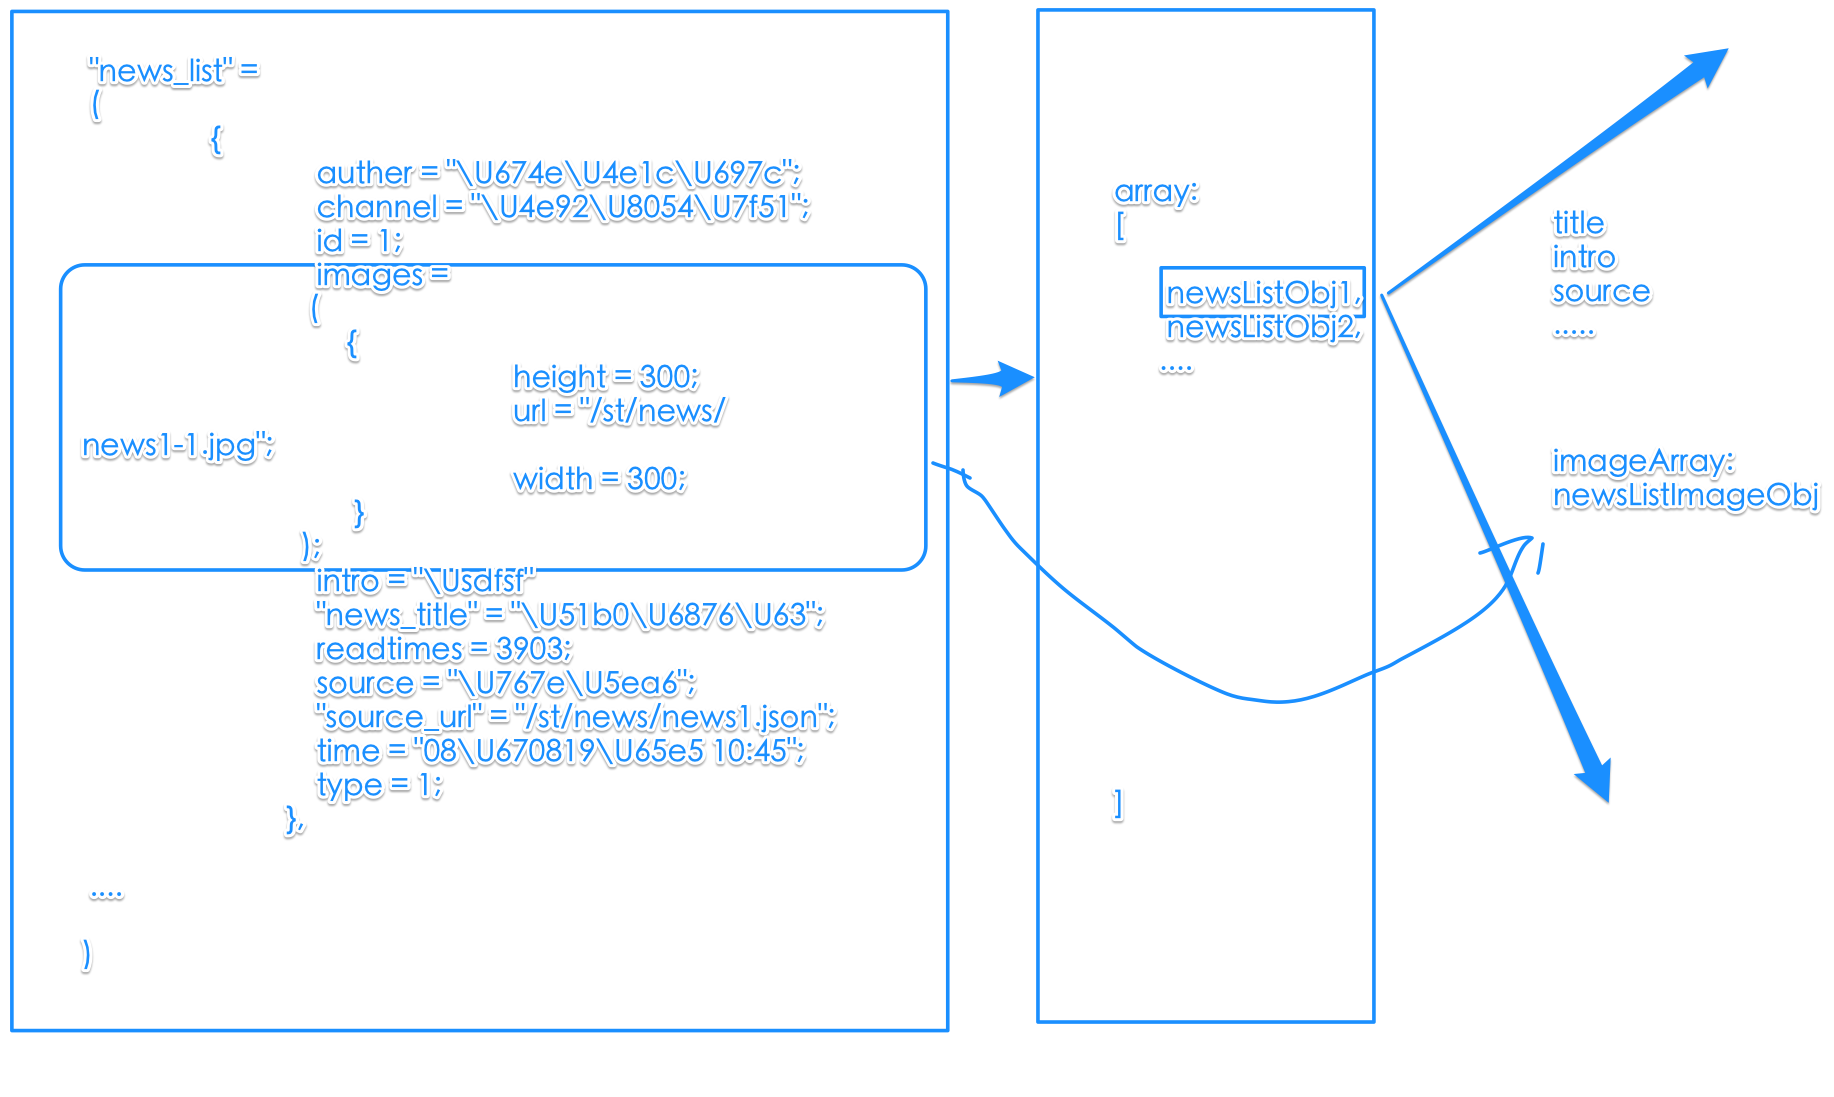 "news_list" =
(
{
auther = "\U674e\U4e1c\U697c";
channel = "\U4e92\U8054\U7f51";
id = 1;
images =
(
{
height = 300;
url = "/st/news/
news1-1.jpg";
width = 300;
}
);
intro = "\Usdfsf"
"news_title" = "\U51b0\U6876\U63";
readtimes = 3903;
source = "\U767e\U5ea6";
"source_url" = "/st/news/news1.json";
time = "08\U670819\U65e5 10:45";
type = 1;
},
....
)
array:
[
newsListObj1,
newsListObj2,
....
]
title
intro
source
.....
imageArray:
newsListImageObj